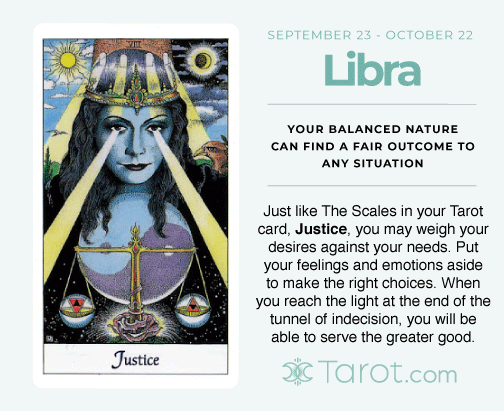 SEPTEMBER 23 - OCTOBER 22
Libra
YOUR BALANCED NATURE
CAN FIND A FAIR OUTCOME TO
ANY SITUATION
Just like The Scales in your Tarot
card, Justice, you may weigh your
desires against your needs. Put
your feelings and emotions aside
to make the right choices. When
you reach the light at the end of the
tunnel of indecision, you will be
able to serve the greater good.
Tarot.com
Justice